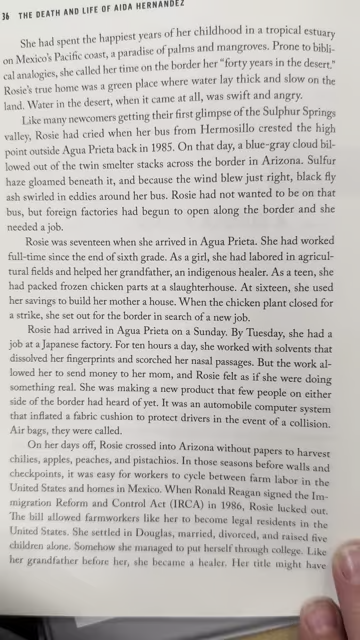 36 THE DEATH AND LIFE OF AIDA HERNANDEZ
She had spent the happiest years of her childhood in a tropical estuary
on Mexico's Pacific coast, a paradise of palms and mangroves. Prone to bibli-
cal analogies, she called her time on the border her "forty years in the desert."
Rosie's true home was a green place where water lay thick and slow on the
land. Water in the desert, when it came at all, was swift and angry.
Like many newcomers getting their first glimpse of the Sulphur Springs
valley, Rosie had cried when her bus from Hermosillo crested the high
point outside Agua Prieta back in 1985. On that day, a blue-gray cloud bil-
lowed out of the twin smelter stacks across the border in Arizona. Sulfur
haze gloamed beneath it, and because the wind blew just right, black fly
ash swirled in eddies around her bus. Rosie had not wanted to be on that
bus, but foreign factories had begun to open along the border and she
needed a job.
Rosie was seventeen when she arrived in Agua Prieta. She had worked
full-time since the end of sixth grade. As a girl, she had labored in agricul-
tural fields and helped her grandfather, an indigenous healer. As a teen, she
had packed frozen chicken parts at a slaughterhouse. At sixteen, she used
her savings to build her mother a house. When the chicken plant closed for
a strike, she set out for the border in search of a new job.
Rosie had arrived in Agua Prieta on a Sunday. By Tuesday, she had a
job at a Japanese factory. For ten hours a day, she worked with solvents that
dissolved her fingerprints and scorched her nasal passages. But the work al-
lowed her to send money to her mom, and Rosie felt as if she were doing
something real. She was making a new product that few people on either
side of the border had heard of yet. It was an automobile computer system
that inflated a fabric cushion to protect drivers in the event of a collision.
Air bags, they were called.
On her days off, Rosie crossed into Arizona without papers to harvest
chilies, apples, peaches, and pistachios. In those seasons before walls and
checkpoints, it was easy for workers to cycle between farm labor in the
United States and homes in Mexico. When Ronald Reagan signed the Im-
migration Reform and Control Act (IRCA) in 1986, Rosie lucked out.
The bill allowed farmworkers like her to become legal residents in the
United States. She settled in Douglas, married, divorced, and raised five
children alone. Somehow she managed to put herself through college. Like
her grandfather before her, she became a healer. Her title might have